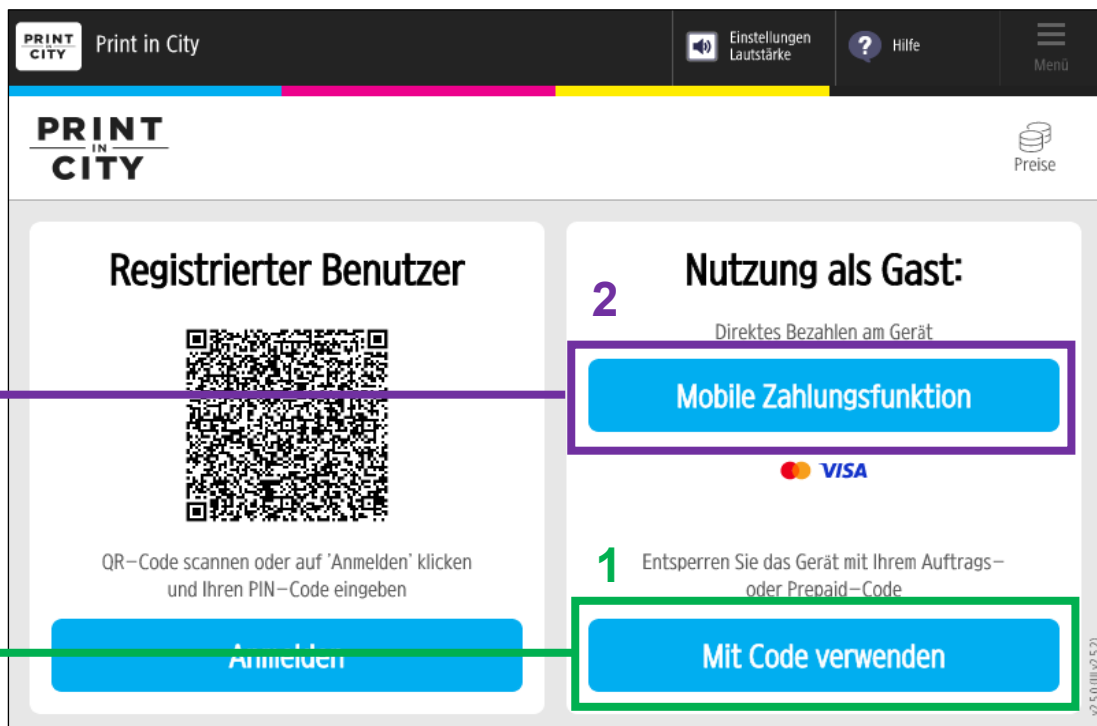 PRINT
IN
CITY
Print in City
Einstellungen
Lautstärke
? Hilfe
Menü
PRINT
IN
CITY
Preise
Registrierter Benutzer
QR-Code scannen oder auf 'Anmelden' klicken
und Ihren PIN-Code eingeben
Anmelden
Nutzung als Gast:
2
Direktes Bezahlen am Gerät
Mobile Zahlungsfunktion
VISA
1
Entsperren Sie das Gerät mit Ihrem Auftrags-
oder Prepaid-Code
Mit Code verwenden